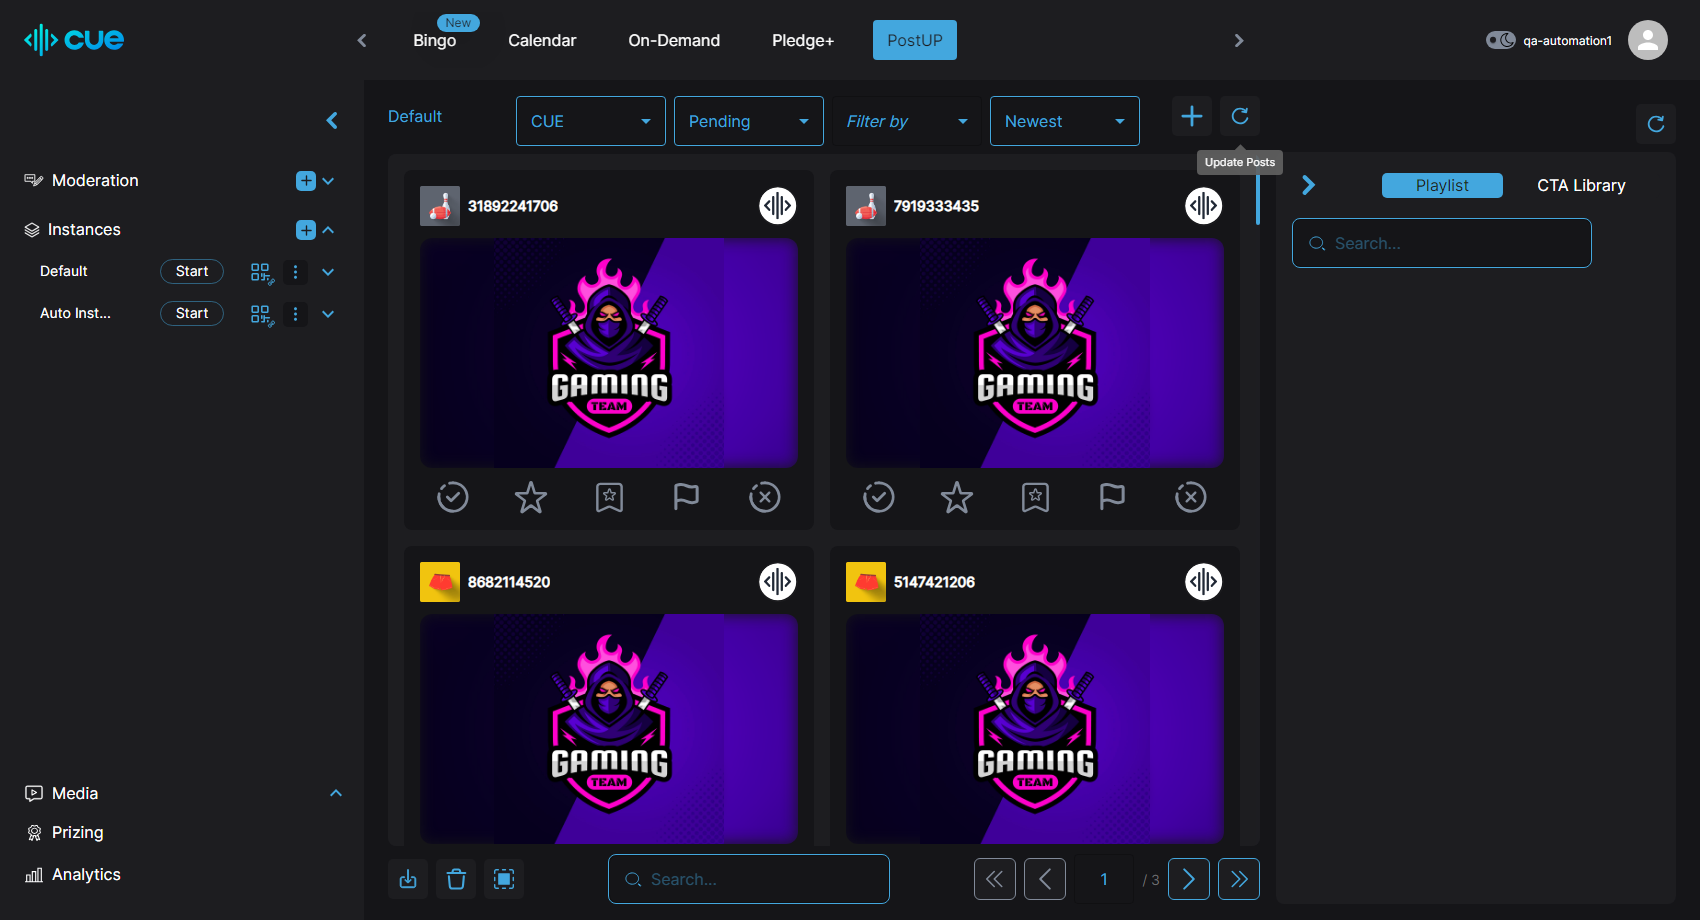 cue
Bingo
New
Calendar
On-Demand
Pledge+
PostUP
qa-automation1
Default
CUE
Pending
Filter by
Newest
Update Posts
Moderation
Instances
Default
Start
Auto Inst...
Start
Media
Prizing
Analytics
31892241706
GAMING
TEAM
7919333435
GAMING
TEAM
8682114520
GAMING
TEAM
5147421206
GAMING
TEAM
Search...
1
/ 3
Playlist
CTA Library
Search...